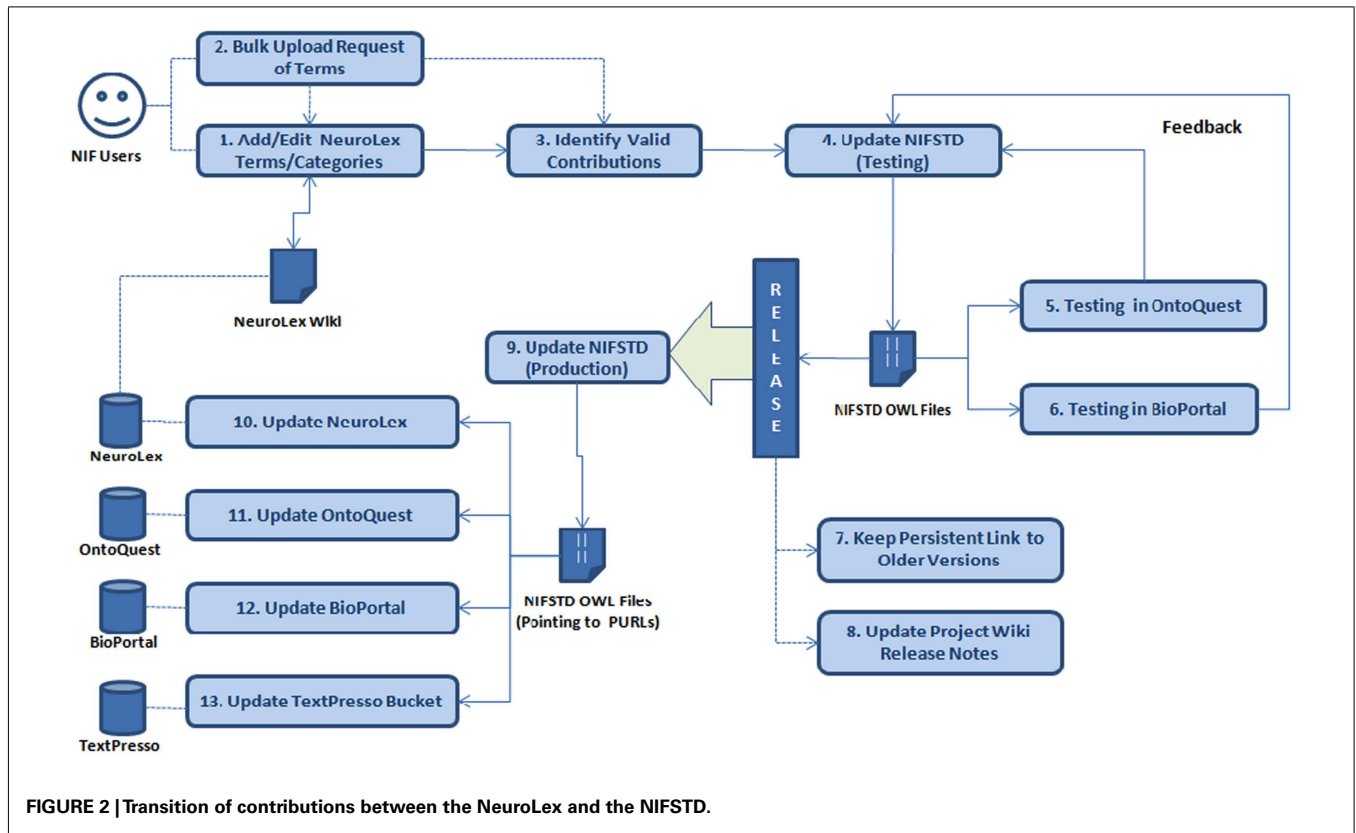 2. Bulk Upload Request
of Terms
NIF Users
1. Add/Edit NeuroLex
Terms/Categories
3. Identify Valid
Contributions
4. Update NIFSTD
(Testing)
Feedback
NeuroLex Wiki
RELEASE
5. Testing in OntoQuest
9. Update NIFSTD
(Production)
NIFSTD OWL Files
6. Testing in BioPortal
10. Update NeuroLex
NeuroLex
11. Update OntoQuest
OntoQuest
7. Keep Persistent Link to
Older Versions
12. Update BioPortal
BioPortal
NIFSTD OWL Files
(Pointing to PURLs)
8. Update Project Wiki
Release Notes
13. Update TextPresso Bucket
TextPresso
FIGURE 2 | Transition of contributions between the NeuroLex and the NIFSTD.